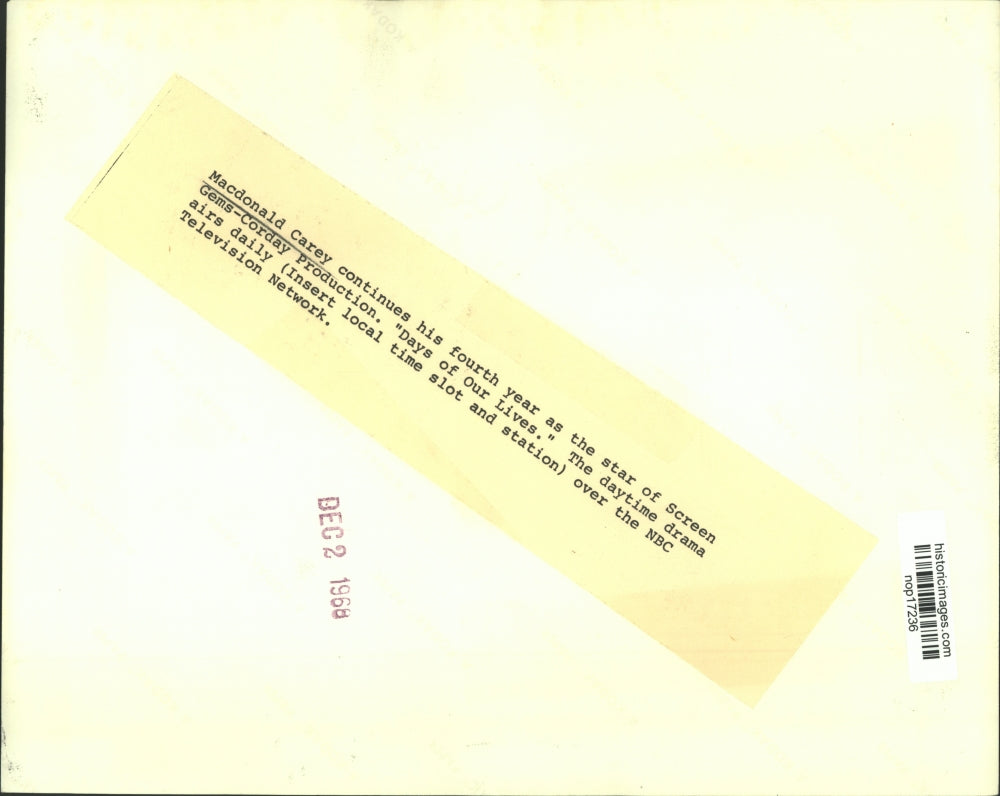 Macdonald Carey continues his fourth year as the star of Screen
Gems-Corday Production. "Days of Our Lives." The daytime drama
airs daily (Insert local time slot and station) over the NBC
Television Network.
DEC 2 1968
historicimages.com
nop17236